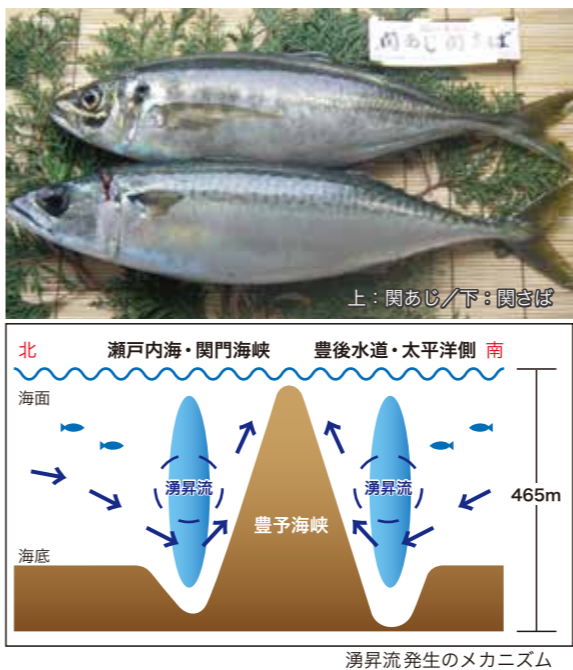 関あじ関さば
上：関あじ／下：関さば
北 瀬戸内海・関門海峡 豊後水道・太平洋側 南
海面
湧昇流 湧昇流
465m
豊予海峡
海底
湧昇流発生のメカニズム